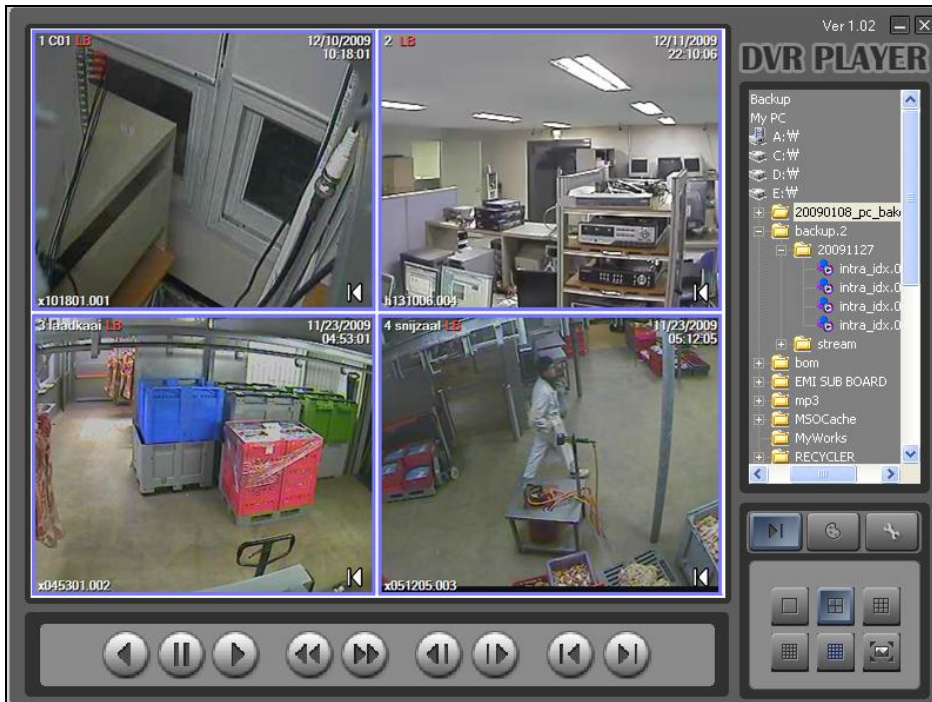 Ver 1.02
DVR PLAYER
1 C01 LB
12/10/2009
10:18:01
x101801.001
2 LB
12/11/2009
22:10:06
h131006.004
3 laadkaai LB
11/23/2009
04:53:01
x045301.002
4 snijzaal LB
11/23/2009
05:12:05
x051205.003
Backup
My PC
A:₩
C:₩
D:₩
E:₩
20090108_pc_bak
backup.2
20091127
intra_idx.0
intra_idx.0
intra_idx.0
intra_idx.0
stream
bom
EMI SUB BOARD
mp3
MSOCache
MyWorks
RECYCLER